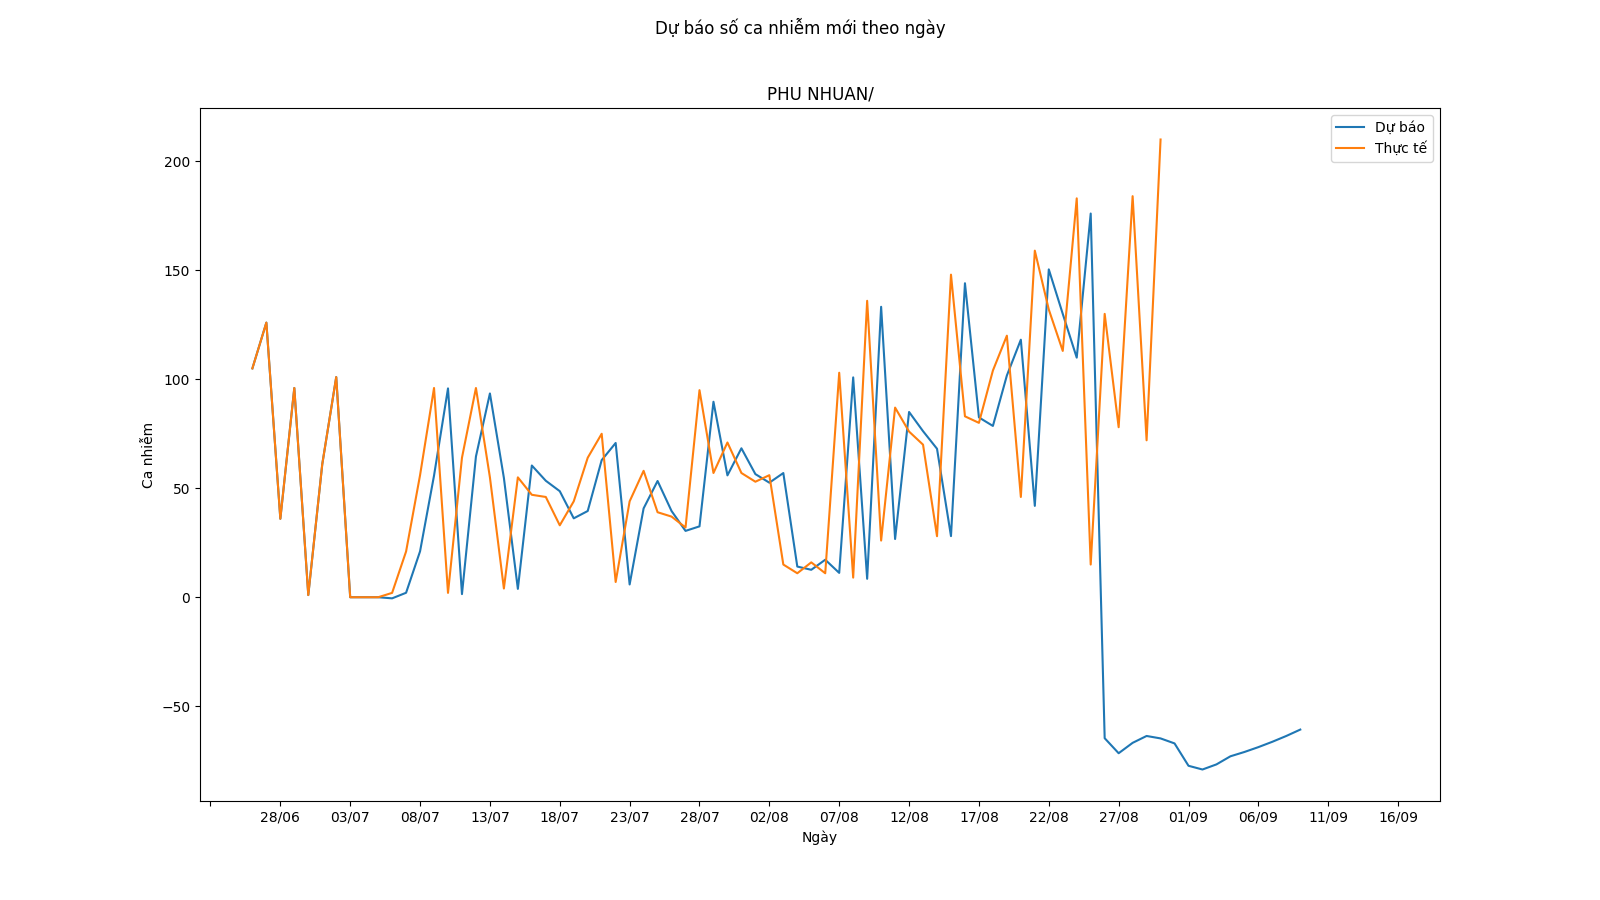 Dự báo số ca nhiễm mới theo ngày
PHU NHUAN/
Dự báo
Thực tế
200
150
100
50
0
−50
Ca nhiễm
28/06 03/07 08/07 13/07 18/07 23/07 28/07 02/08 07/08 12/08 17/08 22/08 27/08 01/09 06/09 11/09 16/09
Ngày